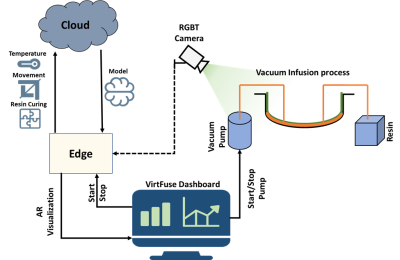 Cloud
RGBT
Camera
Temperature
Movement
Resin Curing
Model
Vacuum Infusion process
Vacuum
Pump
Resin
Edge
AR
Visualization
Start
Stop
VirtFuse Dashboard
Start/Stop
Pump